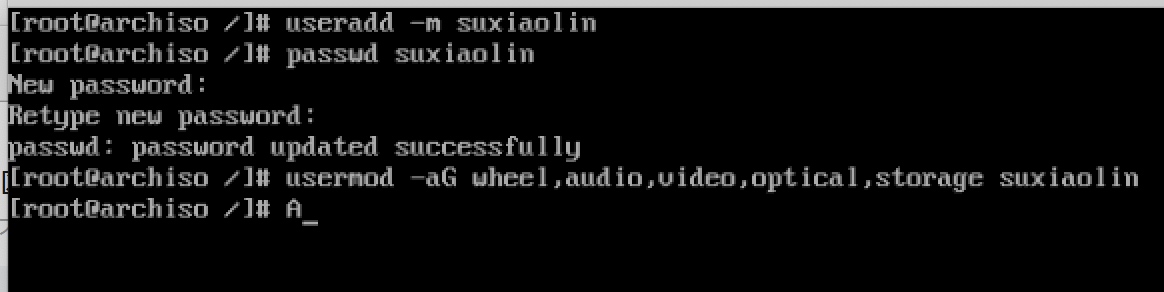 [root@archiso /]# useradd -m suxiaolin
[root@archiso /]# passwd suxiaolin
New password:
Retype new password:
passwd: password updated successfully
[root@archiso /]# usermod -aG wheel,audio,video,optical,storage suxiaolin
[root@archiso /]# A_